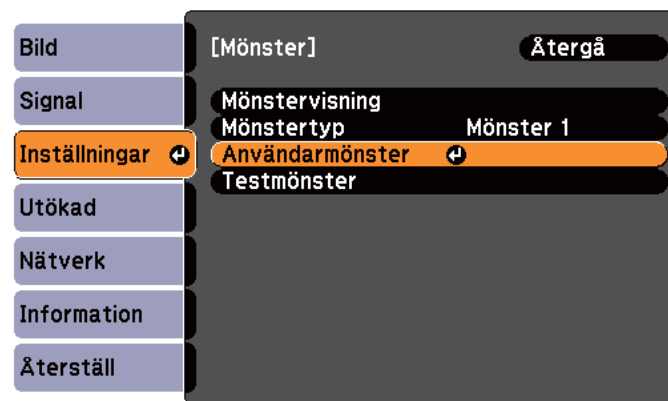 Bild
Signal
Inställningar
Utökad
Nätverk
Information
Återställ
[Mönster] Återgå
Mönstervisning
Mönstertyp Mönster 1
Användarmönster
Testmönster